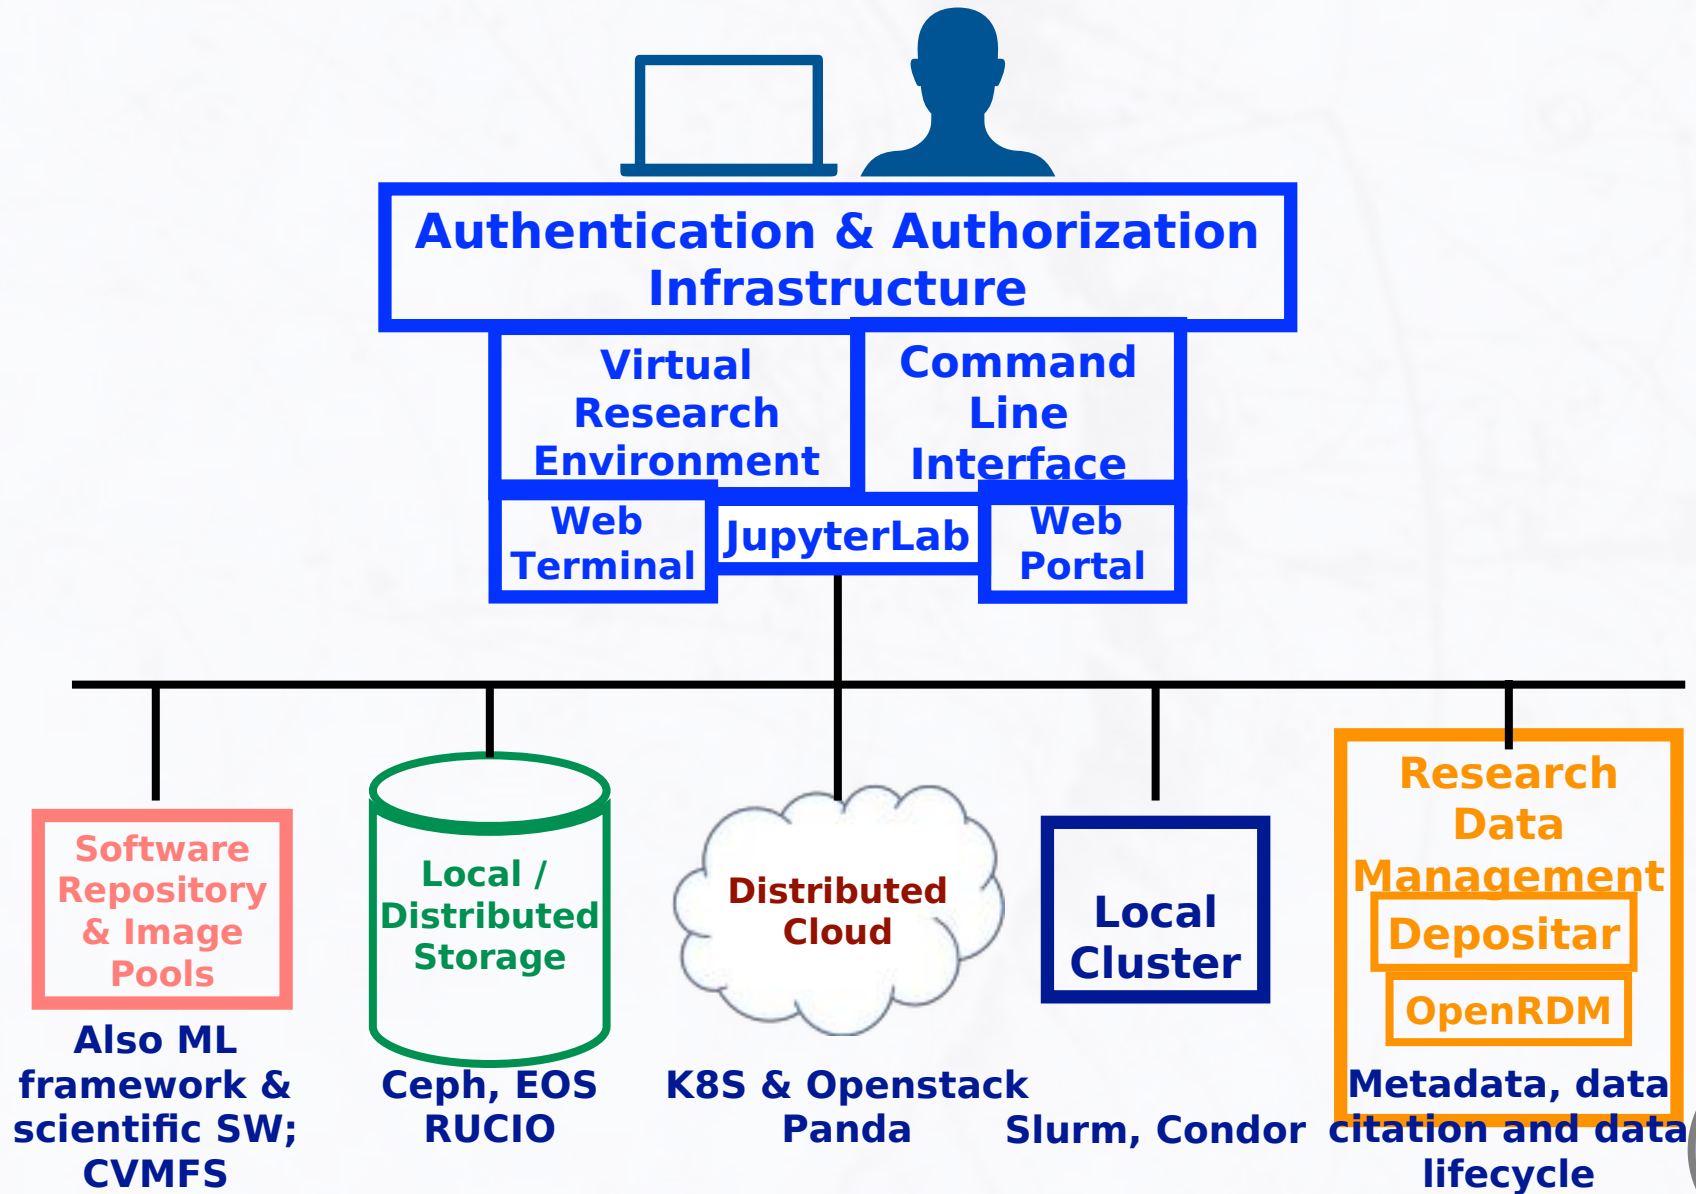 Authentication & Authorization
Infrastructure
Virtual
Research
Environment
Command
Line
Interface
Web
Terminal
JupyterLab
Web
Portal
Software
Repository
& Image
Pools
Also ML
framework &
scientific SW;
CVMFS
Local /
Distributed
Storage
Ceph, EOS
RUCIO
Distributed
Cloud
K8S & Openstack
Panda
Local
Cluster
Slurm, Condor
Research
Data
Management
Depositar
OpenRDM
Metadata, data
citation and data
lifecycle